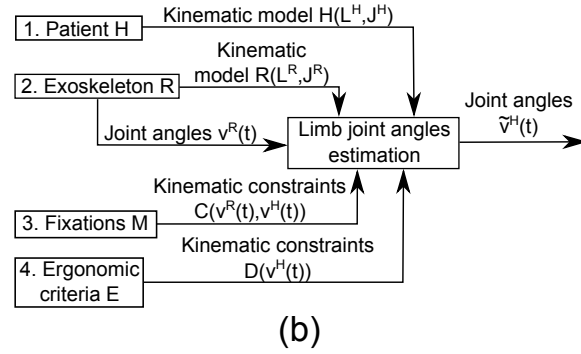 1. Patient H
Kinematic model H(L^H,J^H)
Kinematic
model R(L^R,J^R)
2. Exoskeleton R
Joint angles v^R(t)
Limb joint angles
estimation
Joint angles
ṽ^H(t)
Kinematic constraints
C(v^R(t),v^H(t))
3. Fixations M
Kinematic constraints
D(v^H(t))
4. Ergonomic
criteria E
(b)